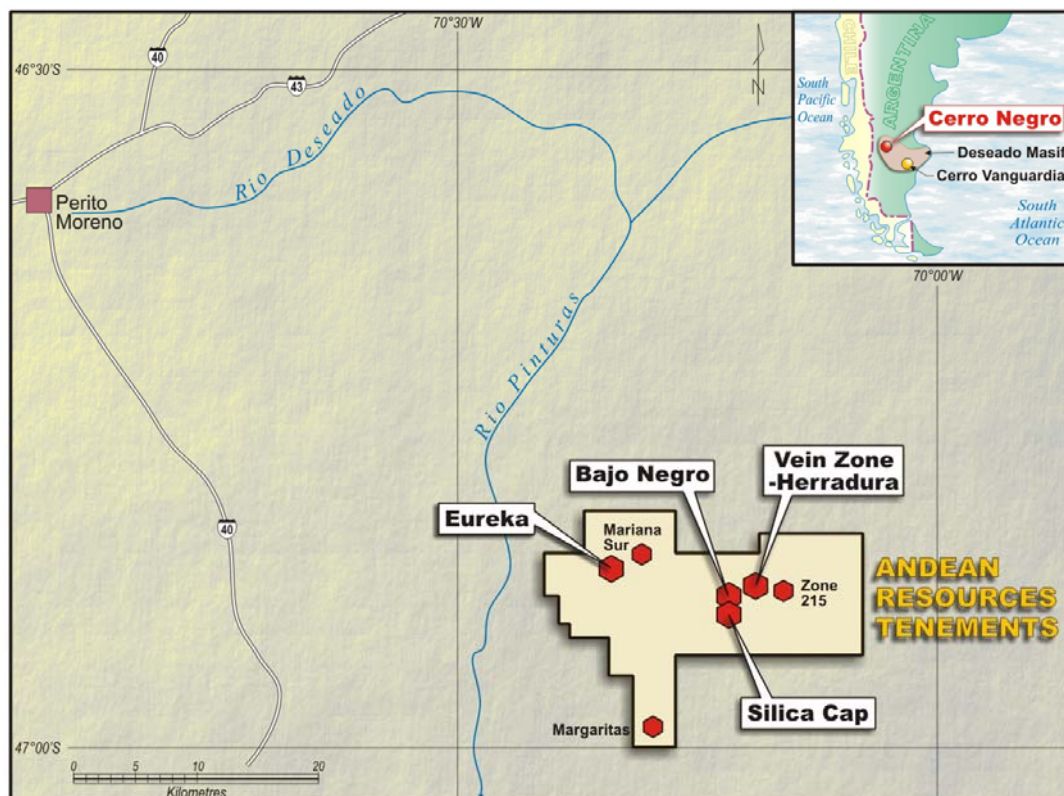 70°30'W
46°30'S
40
43
N
Rio Deseado
Perito
Moreno
Rio Pinturas
40
CHILE
ARGENTINA
South
Pacific
Ocean
Cerro Negro
Deseado Masif
Cerro Vanguardia
South
Atlantic
Ocean
70°00'W
Vein Zone
-Herradura
Bajo Negro
Eureka
Mariana
Sur
Zone
215
ANDEAN
RESOURCES
TENEMENTS
Silica Cap
Margaritas
47°00'S
0 5 10 20
Kilometres